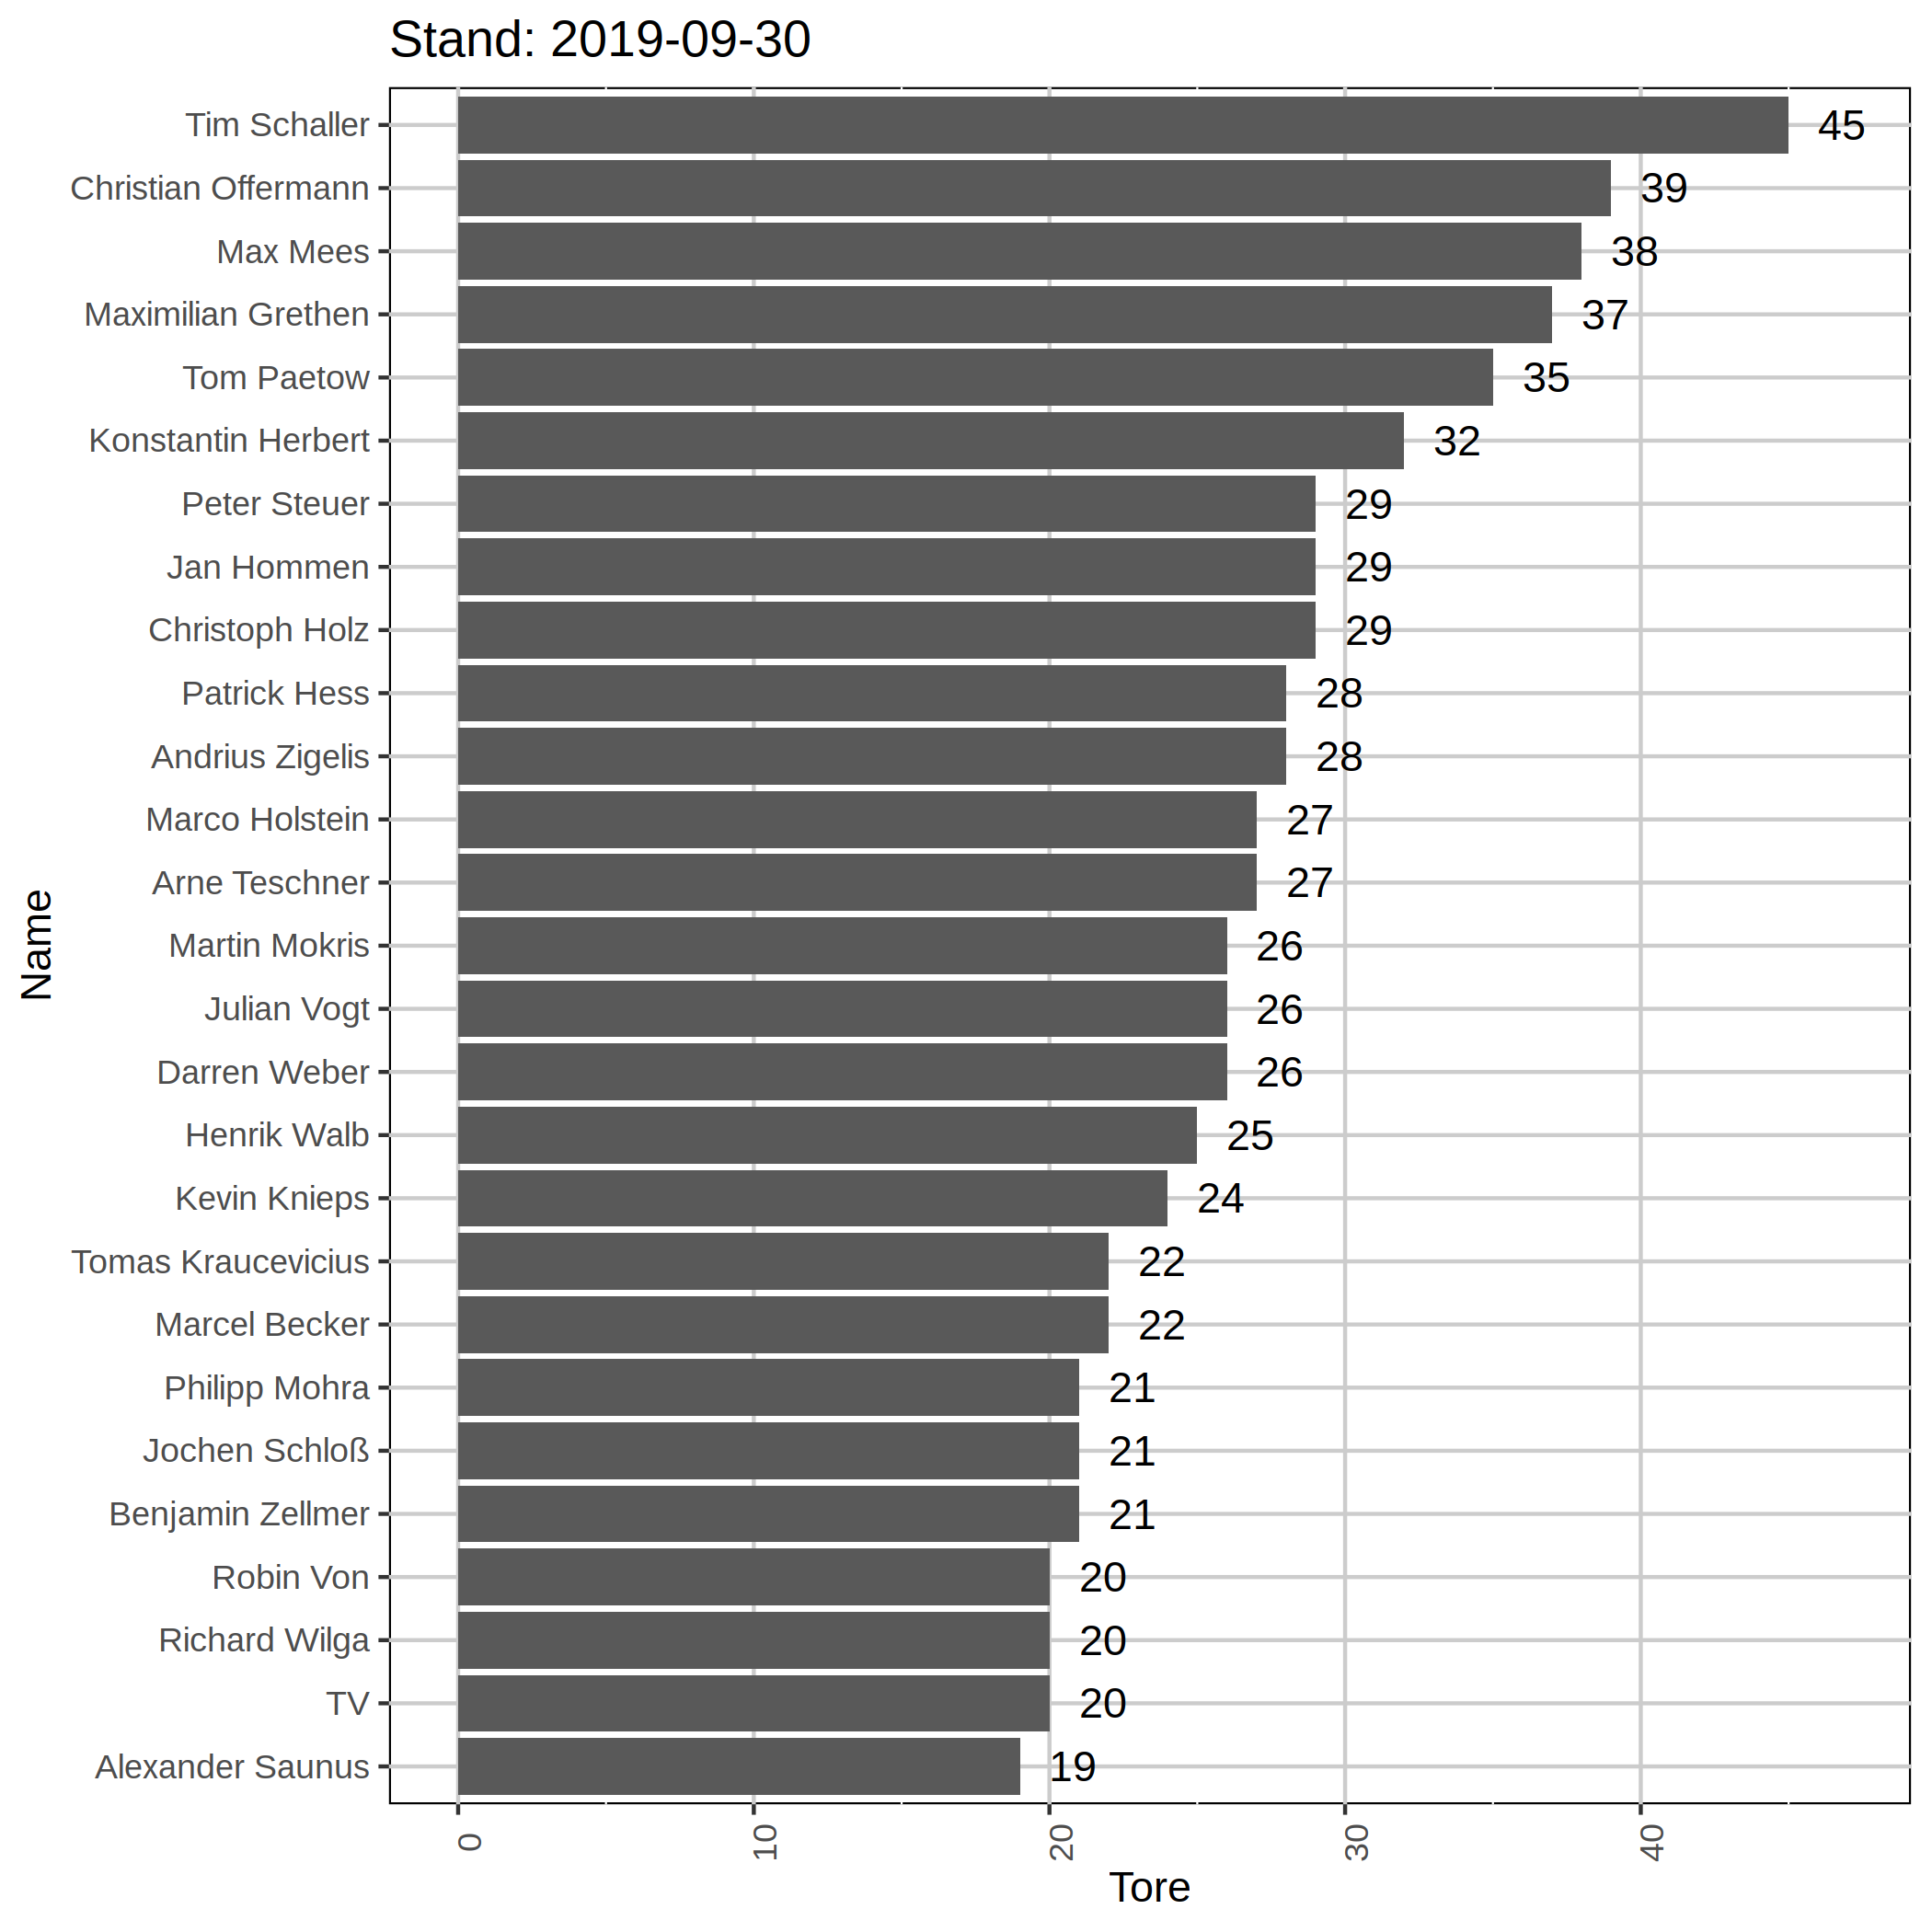 Stand: 2019-09-30
Tim Schaller 45
Christian Offermann 39
Max Mees 38
Maximilian Grethen 37
Tom Paetow 35
Konstantin Herbert 32
Peter Steuer 29
Jan Hommen 29
Christoph Holz 29
Patrick Hess 28
Andrius Zigelis 28
Marco Holstein 27
Arne Teschner 27
Martin Mokris 26
Julian Vogt 26
Darren Weber 26
Henrik Walb 25
Kevin Knieps 24
Tomas Kraucevicius 22
Marcel Becker 22
Philipp Mohra 21
Jochen Schloß 21
Benjamin Zellmer 21
Robin Von 20
Richard Wilga 20
TV 20
Alexander Saunus 19
Name
0 10 20 30 40
Tore